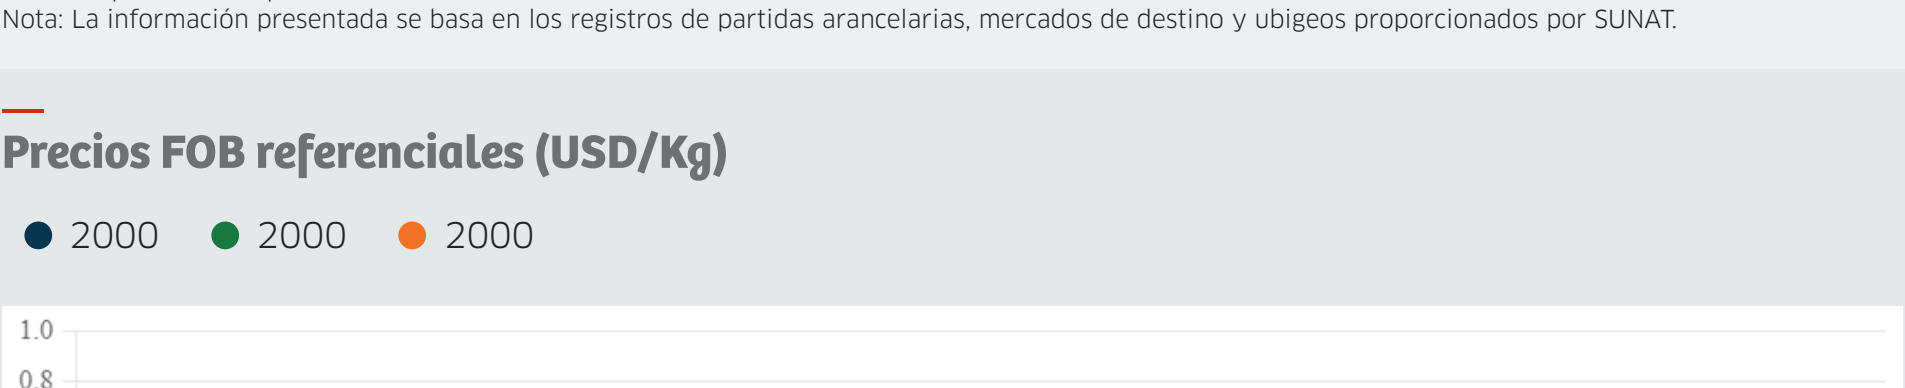 Nota: La información presentada se basa en los registros de partidas arancelarias, mercados de destino y ubigeos proporcionados por SUNAT.
Precios FOB referenciales (USD/Kg)
2000 2000 2000
1.0
0.8